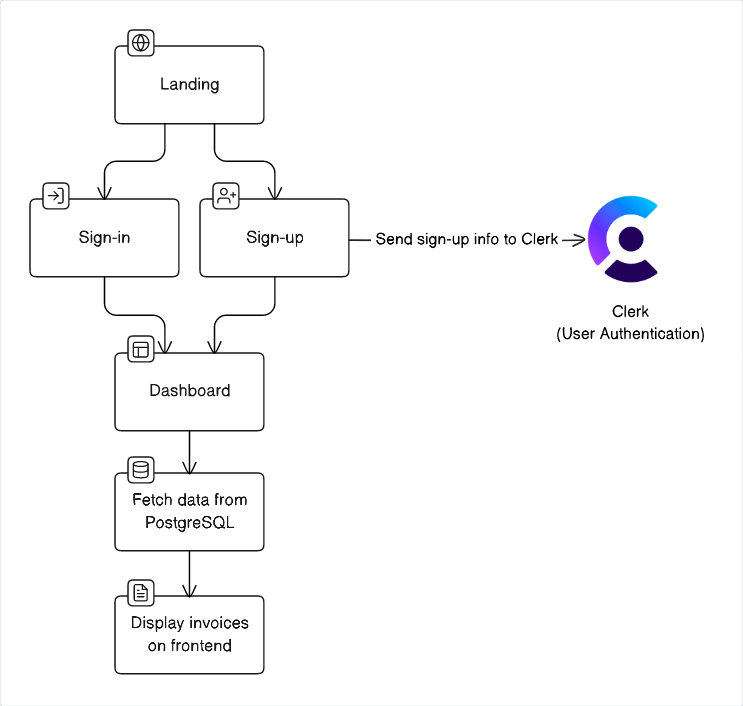 Landing
Sign-in
Sign-up
Send sign-up info to Clerk
Clerk
(User Authentication)
Dashboard
Fetch data from
PostgreSQL
Display invoices
on frontend